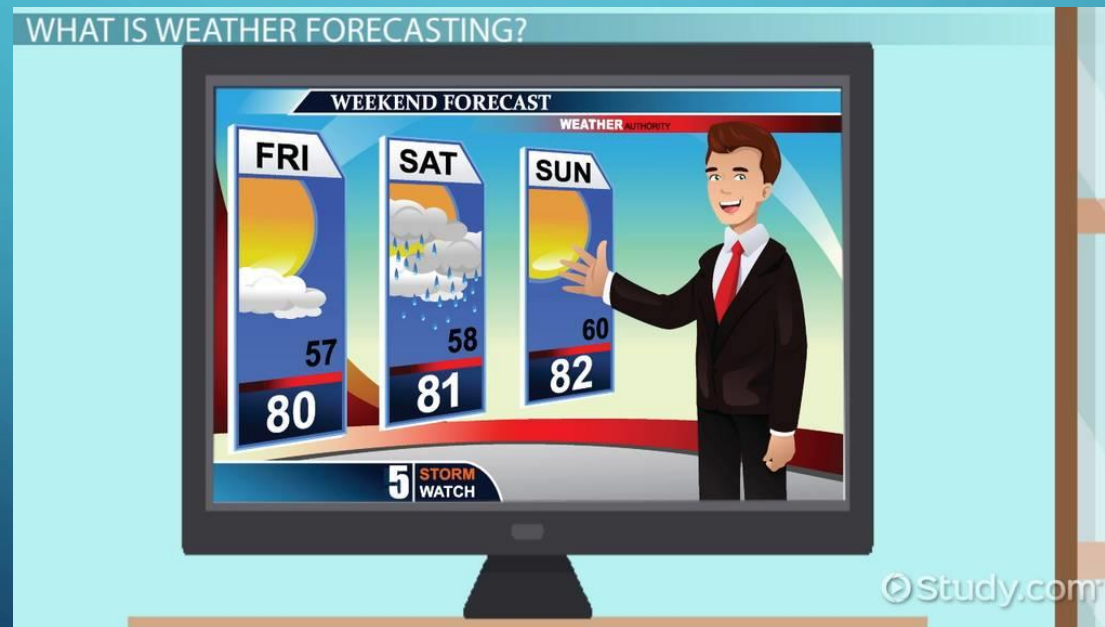 WHAT IS WEATHER FORECASTING?
WEEKEND FORECAST
WEATHER AUTHORITY
FRI
SAT
SUN
57
58
60
80
81
82
5 STORM
WATCH
Study.com